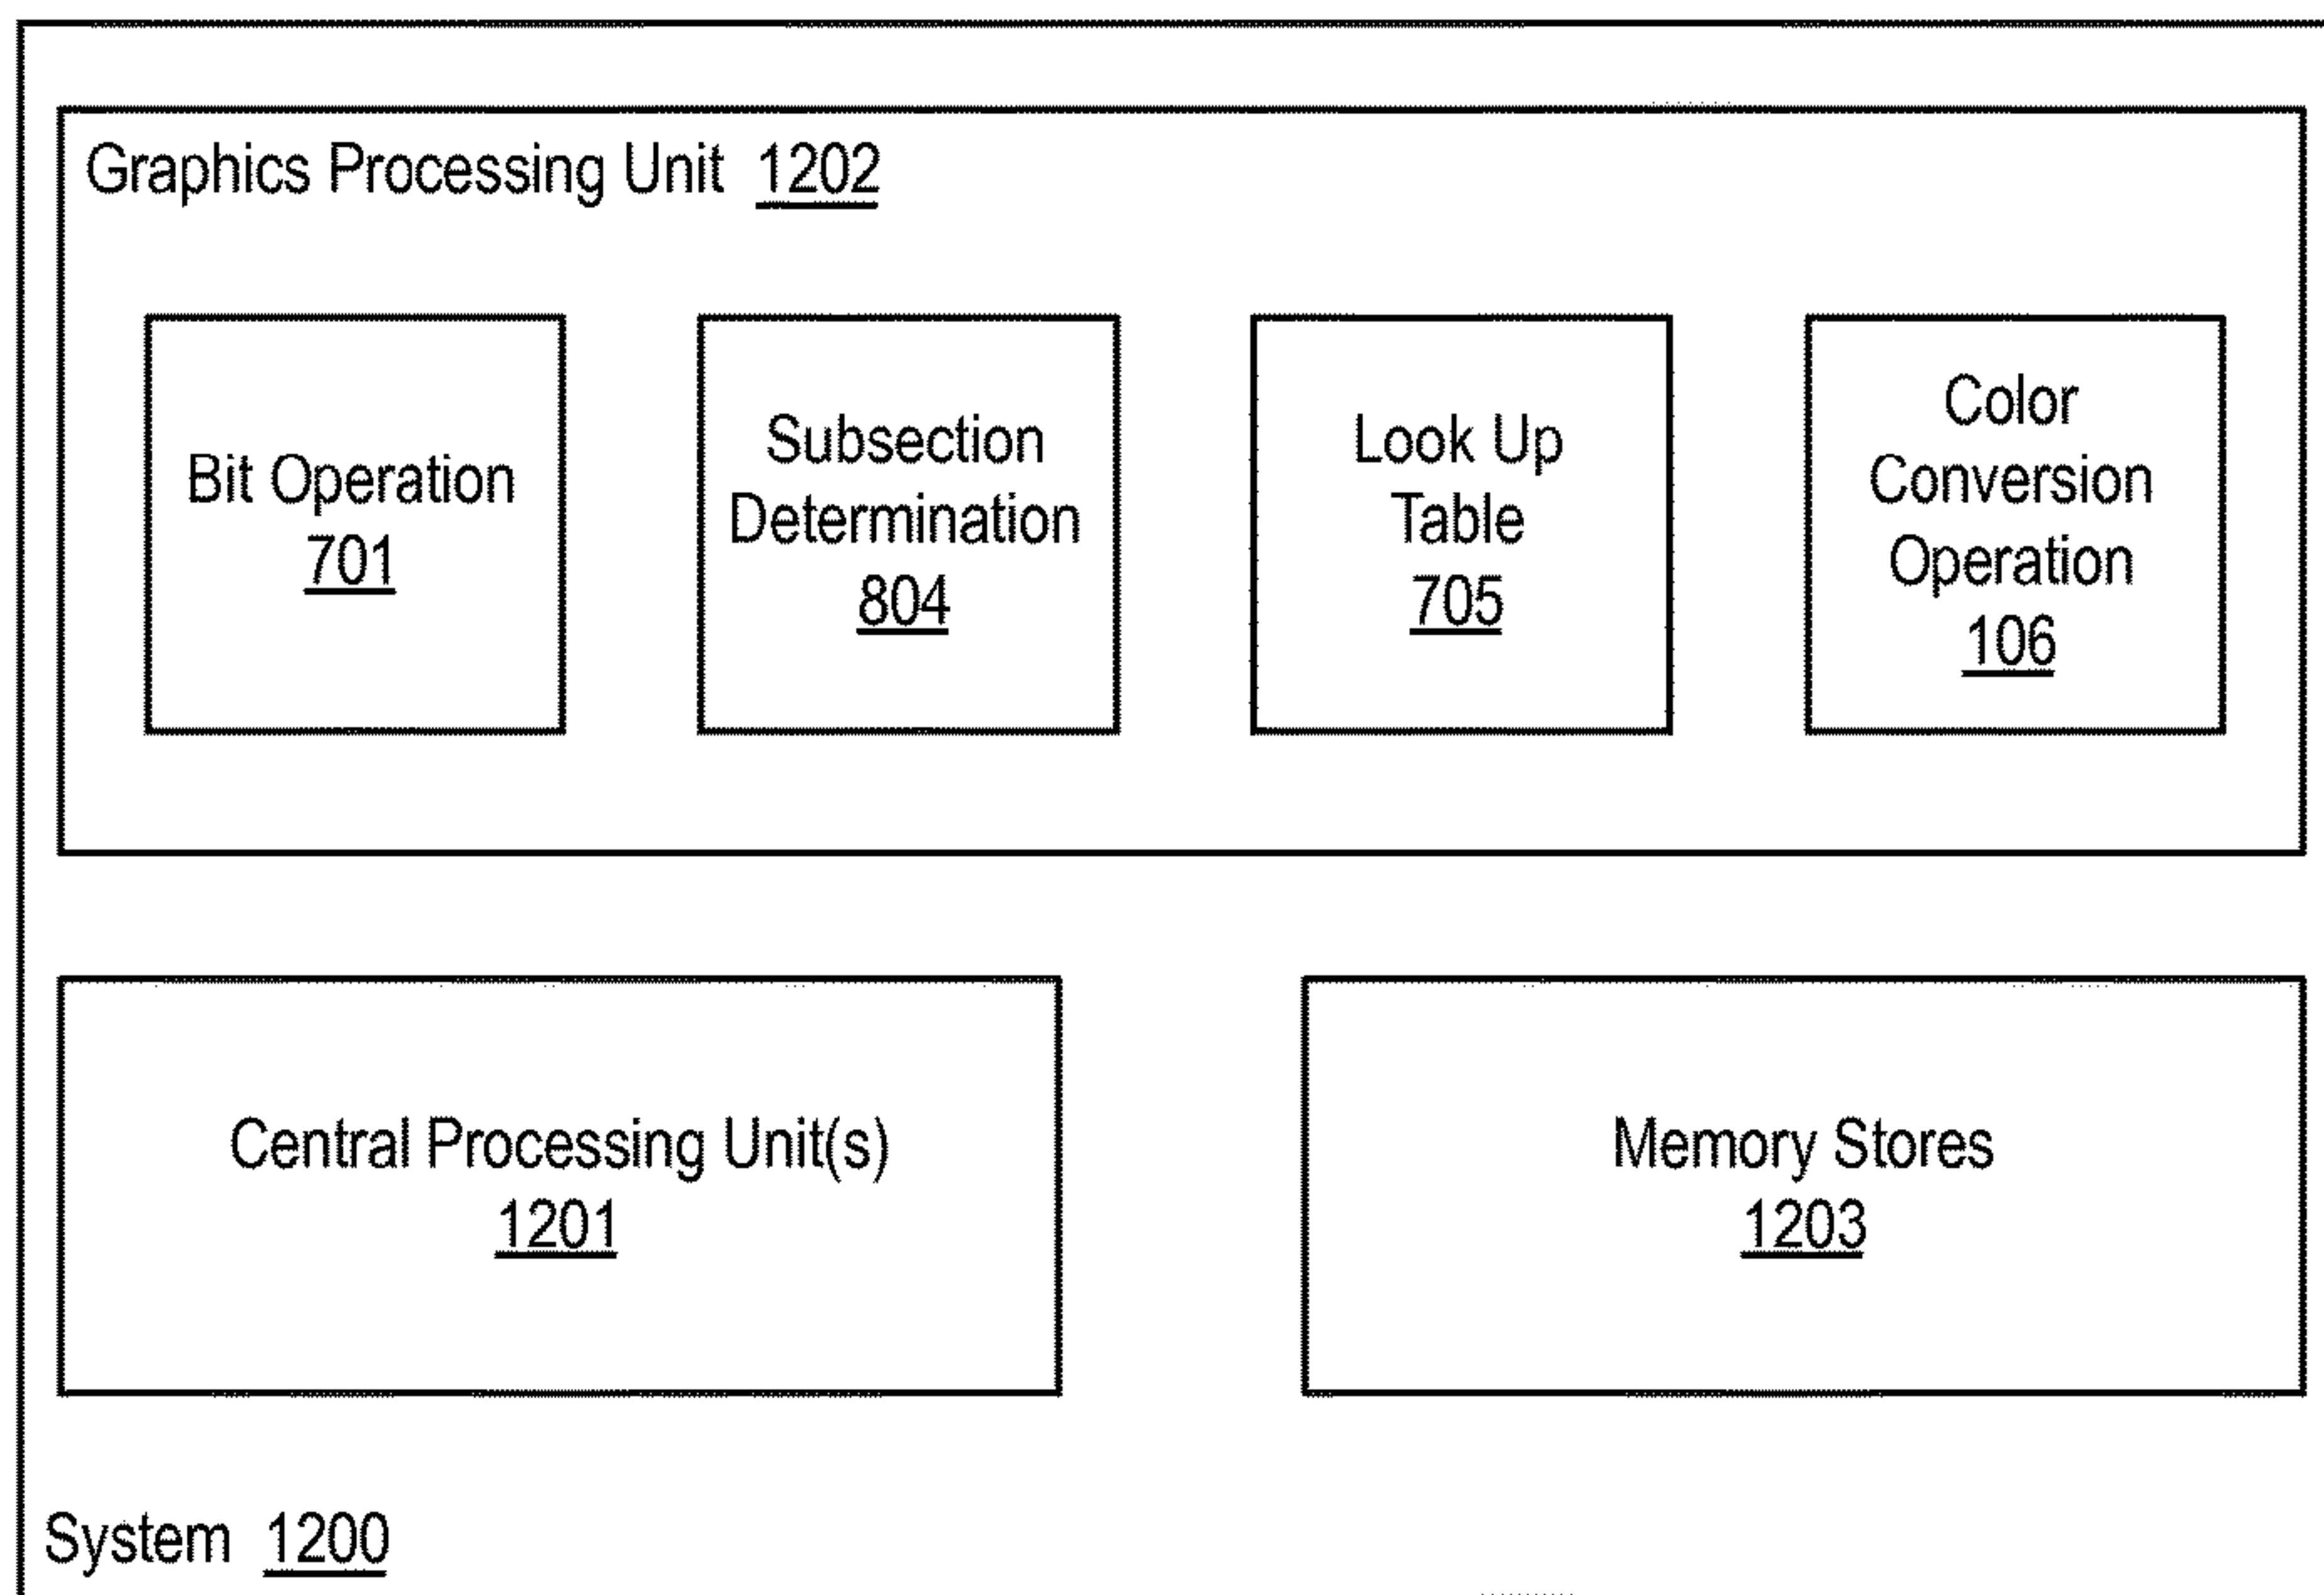 Graphics Processing Unit 1202
Bit Operation
701
Subsection
Determination
804
Look Up
Table
705
Color
Conversion
Operation
106
Central Processing Unit(s)
1201
Memory Stores
1203
System 1200